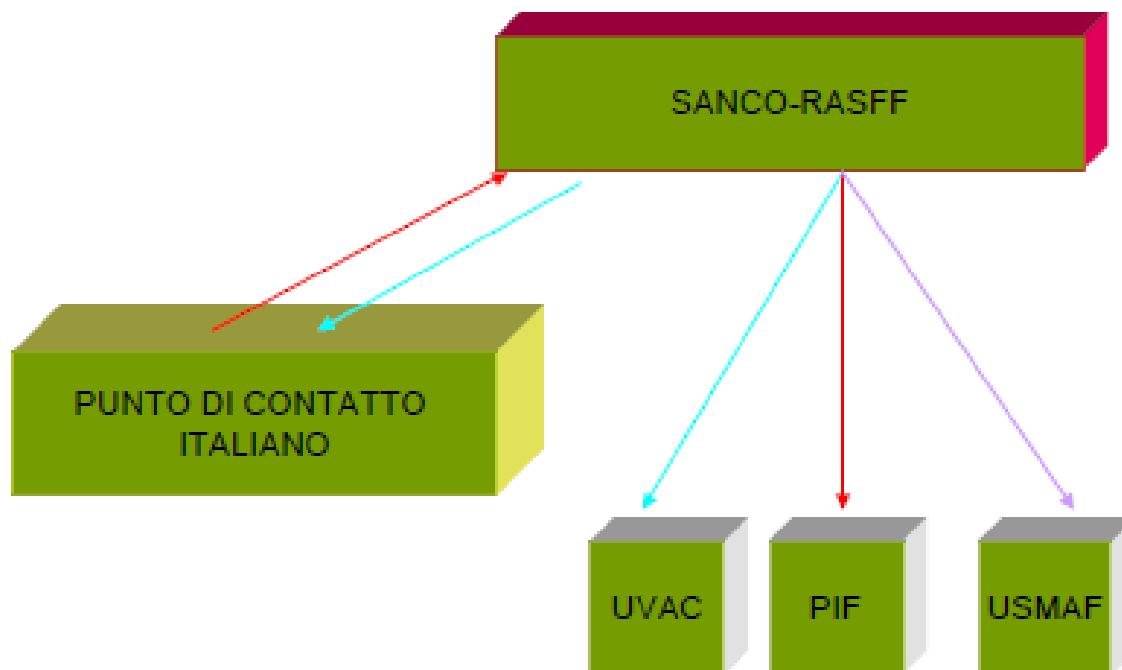 SANCO-RASFF
PUNTO DI CONTATTO
ITALIANO
UVAC
PIF
USMAF